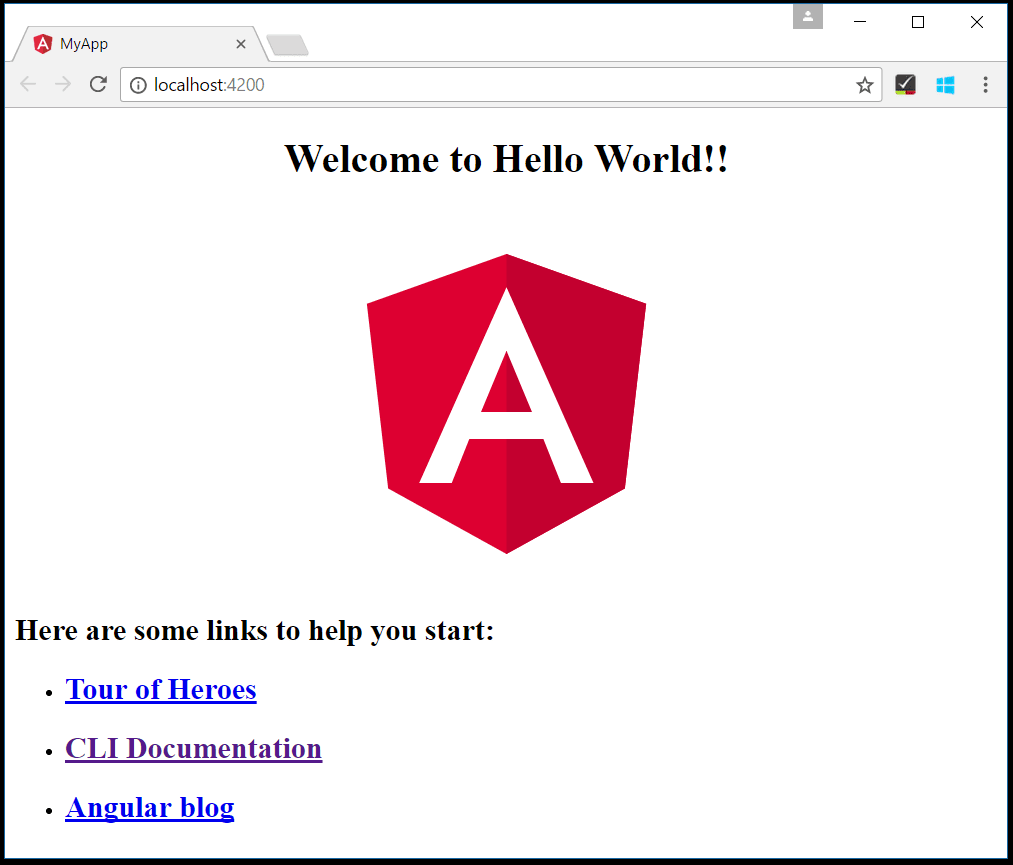 MyApp
localhost:4200
Welcome to Hello World!!
A
Here are some links to help you start:
Tour of Heroes
CLI Documentation
Angular blog